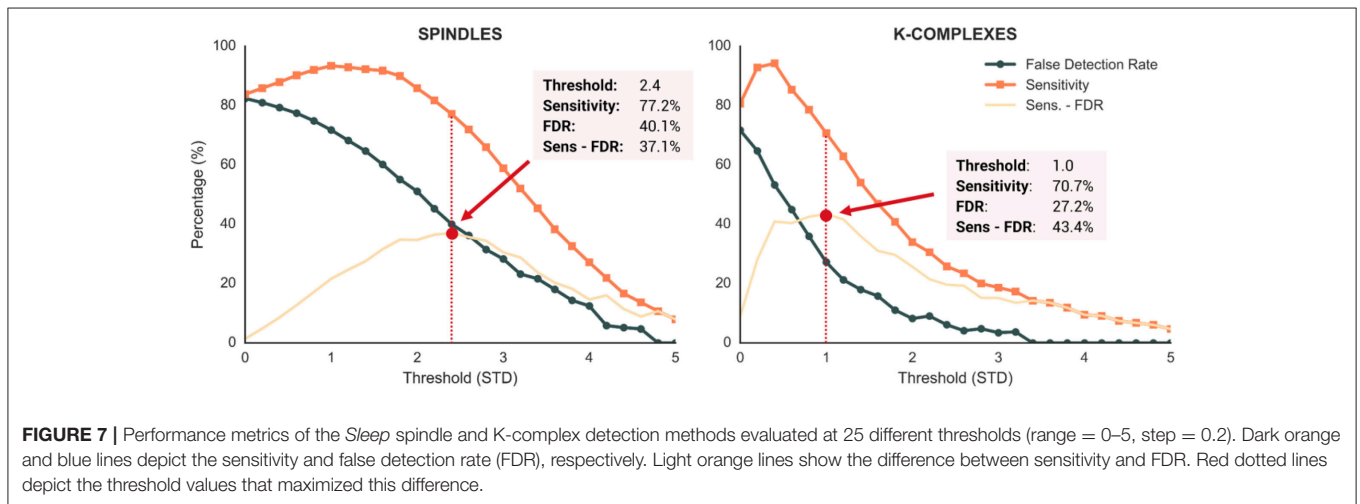 SPINDLES
K-COMPLEXES
Percentage (%)
100
80
60
40
20
0
0 1 2 3 4 5
Threshold (STD)
Threshold: 2.4
Sensitivity: 77.2%
FDR: 40.1%
Sens - FDR: 37.1%
100
80
60
40
20
0
0 1 2 3 4 5
Threshold (STD)
False Detection Rate
Sensitivity
Sens. - FDR
Threshold: 1.0
Sensitivity: 70.7%
FDR: 27.2%
Sens - FDR: 43.4%
FIGURE 7 | Performance metrics of the Sleep spindle and K-complex detection methods evaluated at 25 different thresholds (range = 0–5, step = 0.2). Dark orange
and blue lines depict the sensitivity and false detection rate (FDR), respectively. Light orange lines show the difference between sensitivity and FDR. Red dotted lines
depict the threshold values that maximized this difference.